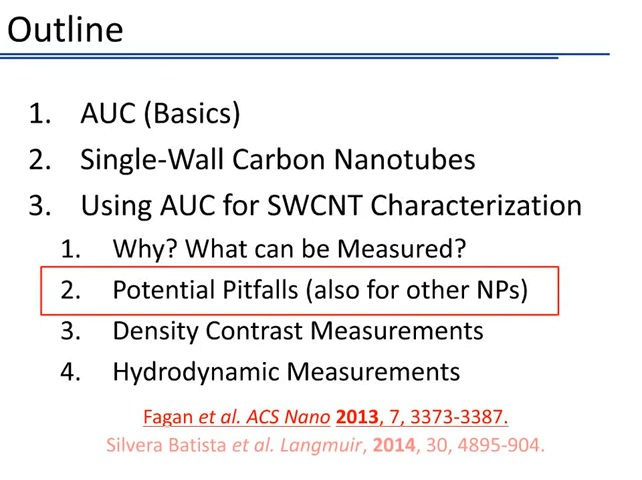 Outline
1. AUC (Basics)
2. Single-Wall Carbon Nanotubes
3. Using AUC for SWCNT Characterization
1. Why? What can be Measured?
2. Potential Pitfalls (also for other NPs)
3. Density Contrast Measurements
4. Hydrodynamic Measurements
Fagan et al. ACS Nano 2013, 7, 3373-3387.
Silvera Batista et al. Langmuir, 2014, 30, 4895-904.